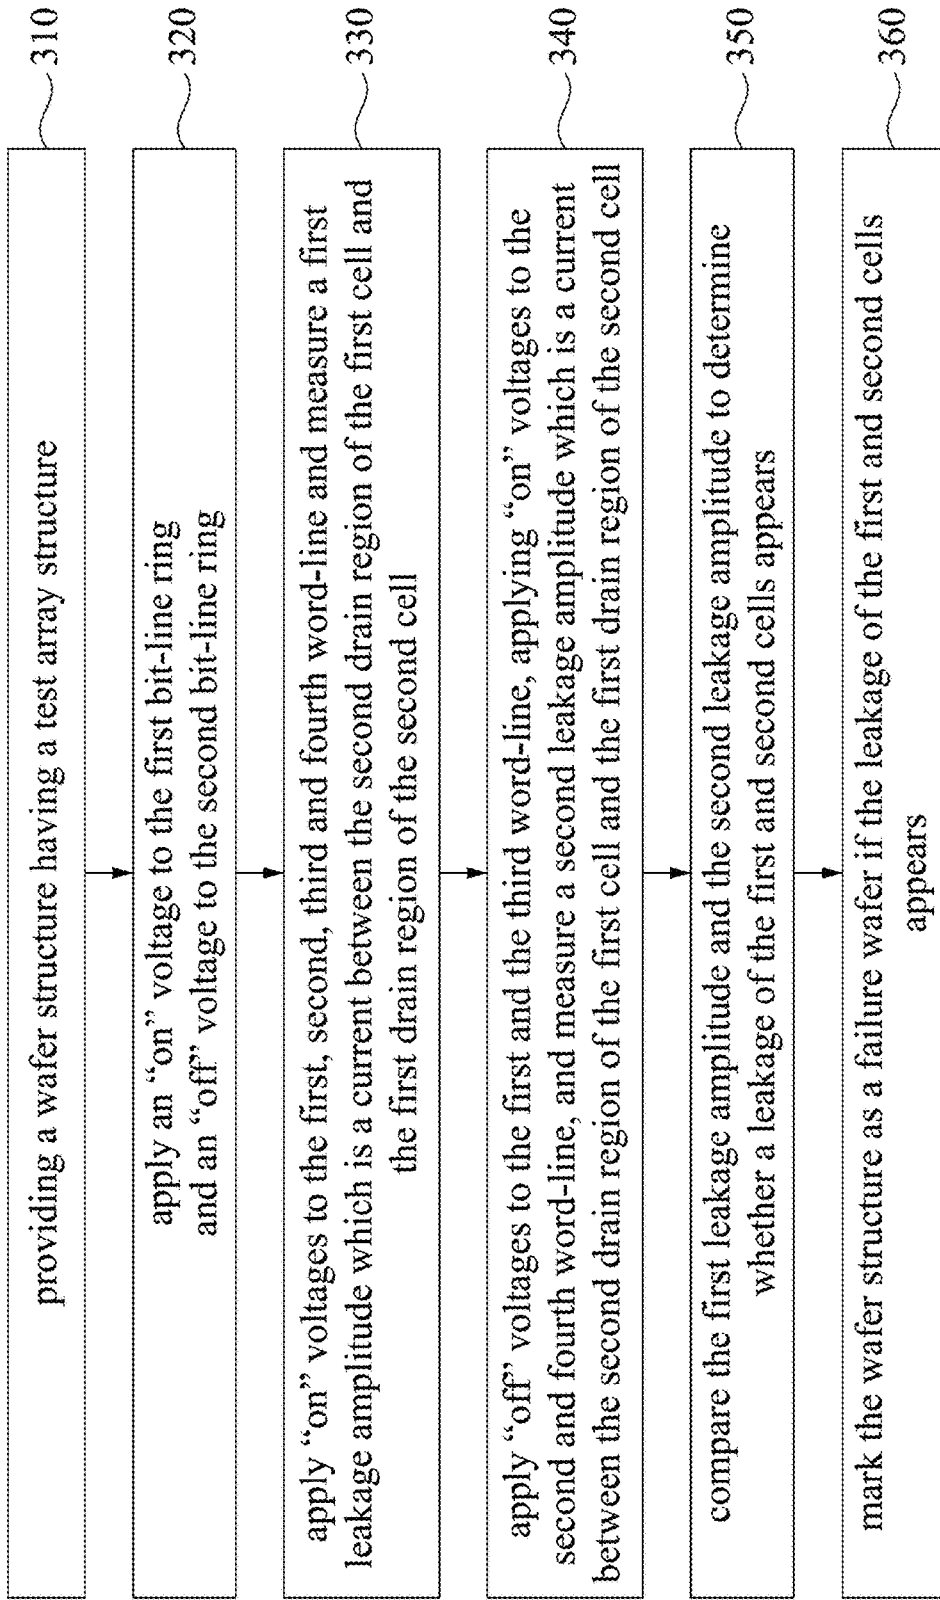 providing a wafer structure having a test array structure
310
apply an “on” voltage to the first bit-line ring
and an “off” voltage to the second bit-line ring
320
apply “on” voltages to the first, second, third and fourth word-line and measure a first
leakage amplitude which is a current between the second drain region of the first cell and
the first drain region of the second cell
330
apply “off” voltages to the first and the third word-line, applying “on” voltages to the
second and fourth word-line, and measure a second leakage amplitude which is a current
between the second drain region of the first cell and the first drain region of the second cell
340
compare the first leakage amplitude and the second leakage amplitude to determine
whether a leakage of the first and second cells appears
350
mark the wafer structure as a failure wafer if the leakage of the first and second cells
appears
360